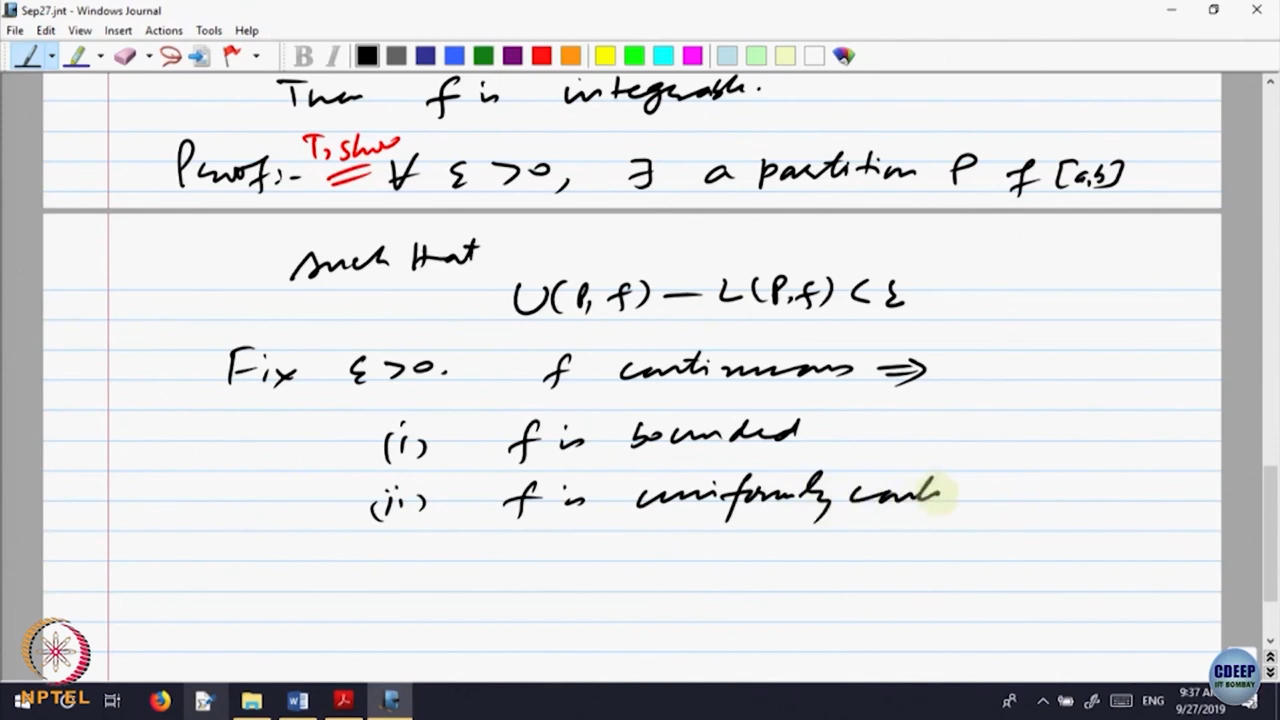 Sep27.jnt - Windows Journal
File Edit View Insert Actions Tools Help
Then f is integrable.
To show
Proof:- ∀ ε > 0, ∃ a partition P of [a,b]
such that
U(P, f) — L(P, f) < ε
Fix ε > 0. f continuous ⇒
(i) f is bounded
(ii) f is uniformly cont
NPTEL
CDEEP
IIT BOMBAY
ENG
9:37 A
9/27/2019